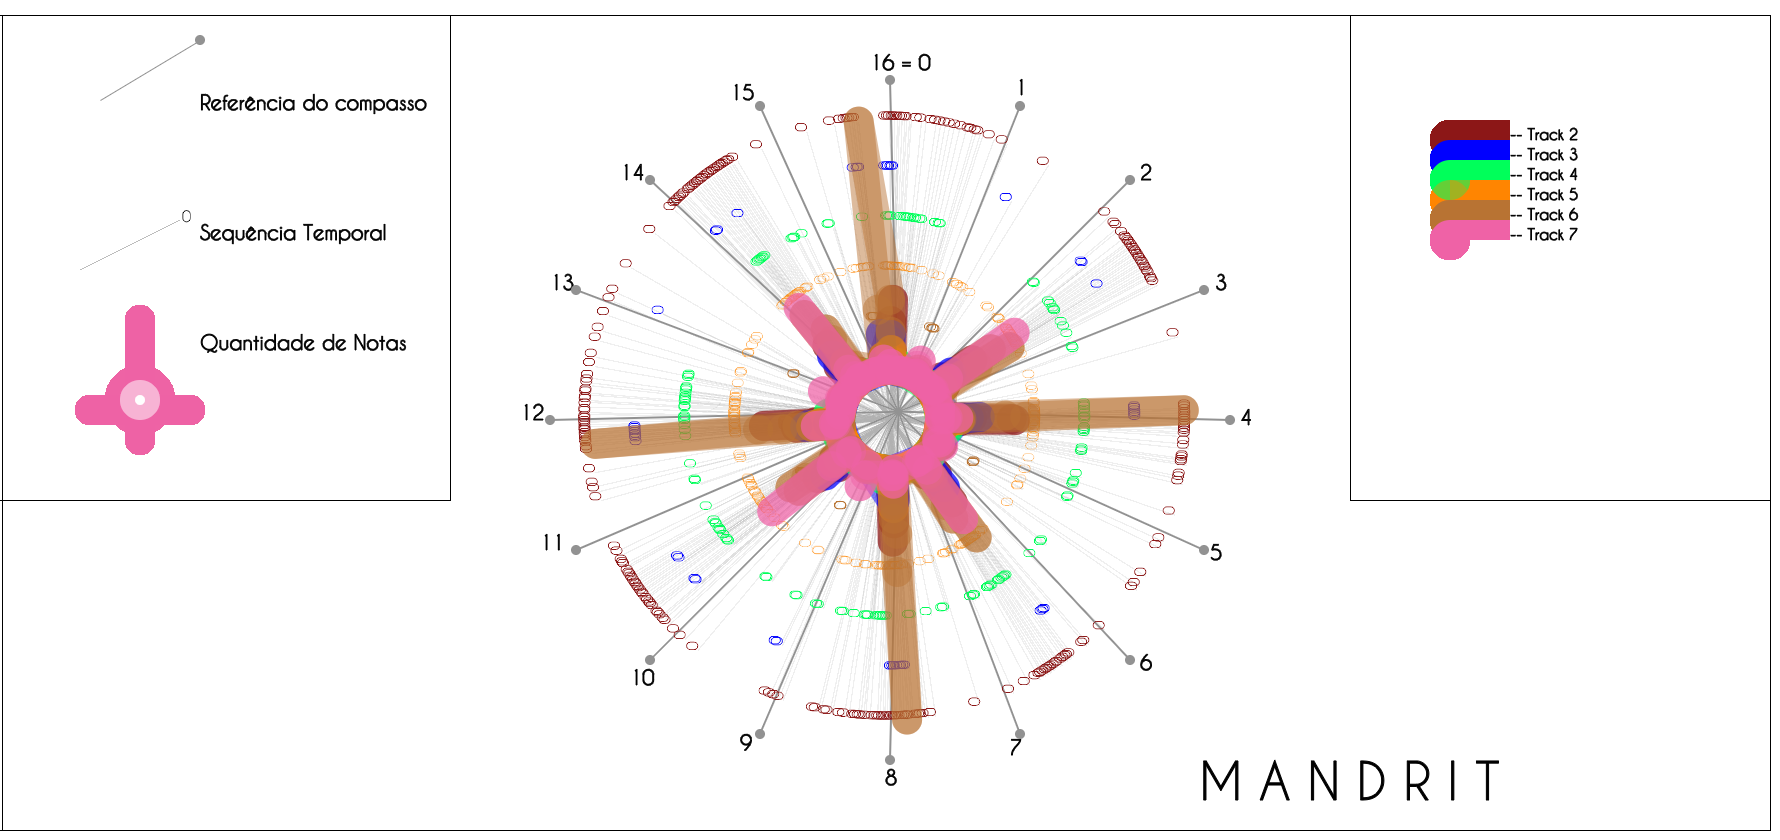 Referência do compasso
0
Sequência Temporal
Quantidade de Notas
16 = 0
1
2
3
4
5
6
7
8
9
10
11
12
13
14
15
-- Track 2
-- Track 3
-- Track 4
-- Track 5
-- Track 6
-- Track 7
MANDRIT